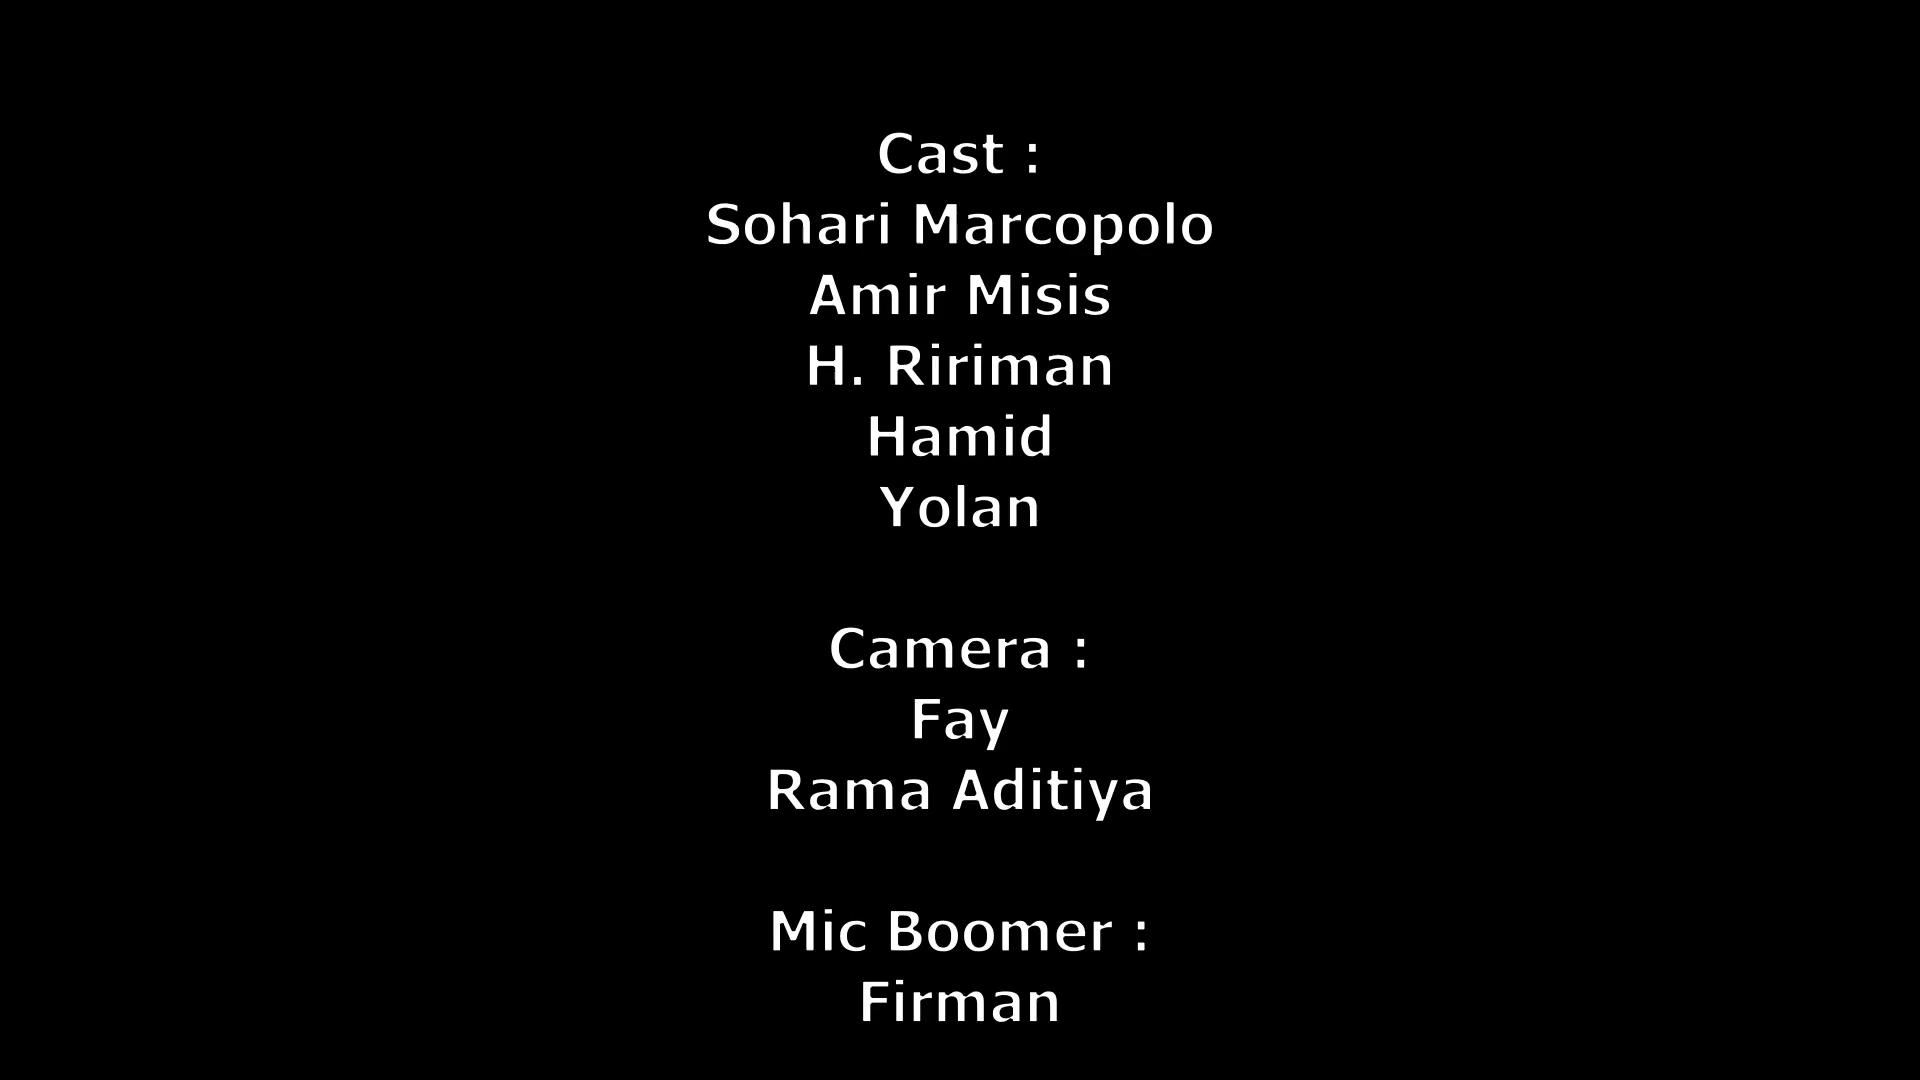 Cast :
Sohari Marcopolo
Amir Misis
H. Ririman
Hamid
Yolan
Camera :
Fay
Rama Aditiya
Mic Boomer :
Firman